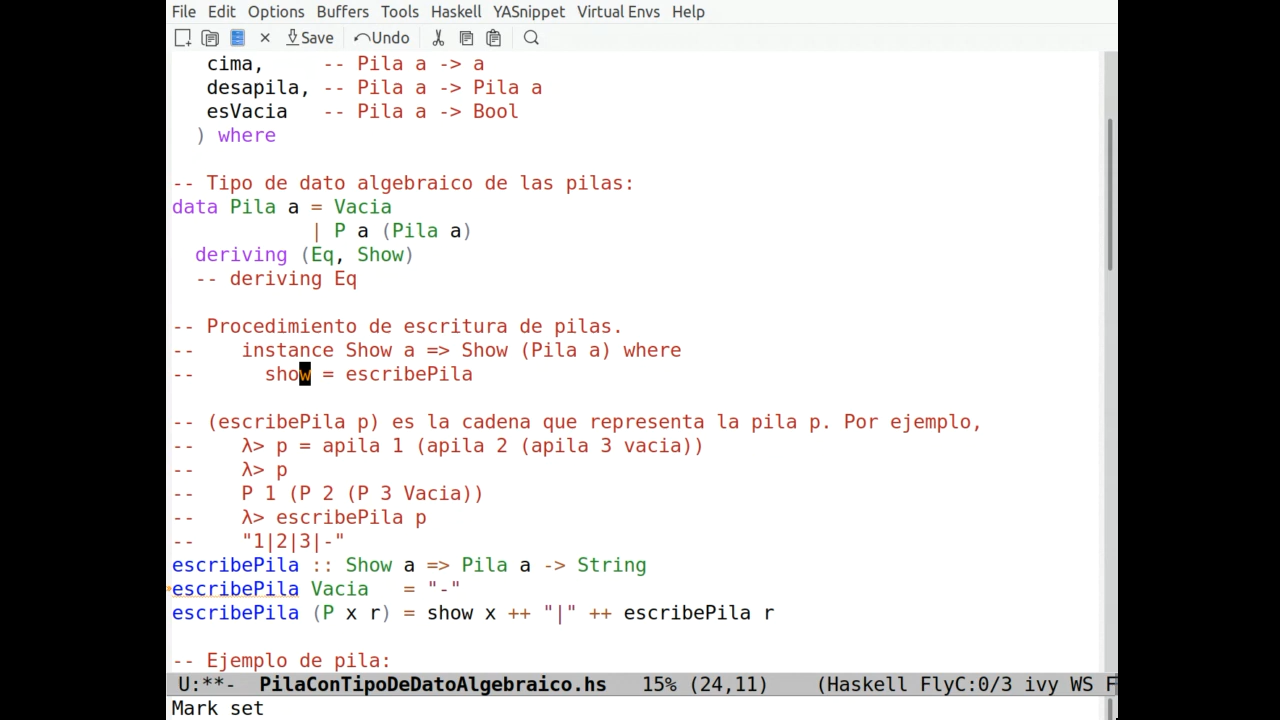 File Edit Options Buffers Tools Haskell YASnippet Virtual Envs Help
Save Undo
cima,     -- Pila a -> a
desapila, -- Pila a -> Pila a
esVacia   -- Pila a -> Bool
) where
-- Tipo de dato algebraico de las pilas:
data Pila a = Vacia
| P a (Pila a)
deriving (Eq, Show)
-- deriving Eq
-- Procedimiento de escritura de pilas.
--    instance Show a => Show (Pila a) where
--      show = escribePila
-- (escribePila p) es la cadena que representa la pila p. Por ejemplo,
--    λ> p = apila 1 (apila 2 (apila 3 vacia))
--    λ> p
--    P 1 (P 2 (P 3 Vacia))
--    λ> escribePila p
--    "1|2|3|-"
escribePila :: Show a => Pila a -> String
escribePila Vacia   = "-"
escribePila (P x r) = show x ++ "|" ++ escribePila r
-- Ejemplo de pila:
U:**-  PilaConTipoDeDatoAlgebraico.hs   15% (24,11)    (Haskell FlyC:0/3 ivy WS F
Mark set